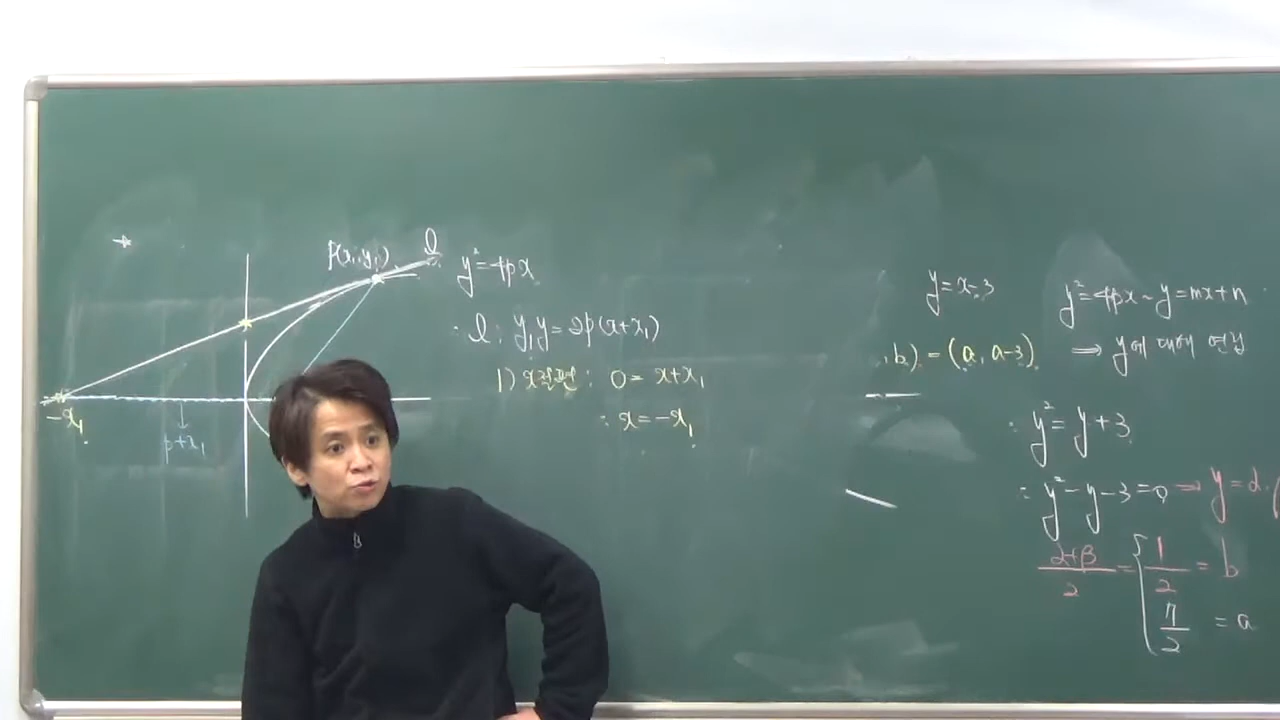 P(x₁, y₁) l
y²=4px
∴ l : y₁y=2p(x+x₁)
1) x절편 : 0 = x+x₁
∴ x=-x₁
-x₁
p+x₁
y=x-3
, b) = (a, a-3)
y²=4px ~ y=mx+n
⇒ y에 대해 연립
∴ y²=y+3
∴ y²-y-3=0 ⇒ y=α.
α+β/2 = { 1/2 = b
7/2 = a